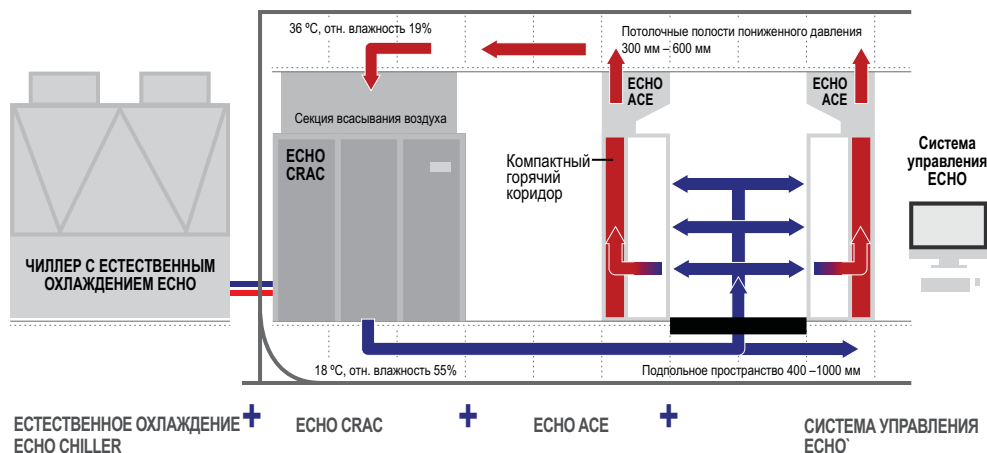 36 ºC, отн. влажность 19%
Потолочные полости пониженного давления
300 мм – 600 мм
ECHO
ACE
ECHO
ACE
Секция всасывания воздуха
ECHO
CRAC
Компактный
горячий
коридор
Система
управления
ECHO
ЧИЛЛЕР С ЕСТЕСТВЕННЫМ
ОХЛАЖДЕНИЕМ ECHO
18 ºC, отн. влажность 55%
Подпольное пространство 400 –1000 мм
ЕСТЕСТВЕННОЕ ОХЛАЖДЕНИЕ
ECHO CHILLER
+
ECHO CRAC
+
ECHO ACE
+
СИСТЕМА УПРАВЛЕНИЯ
ECHO`